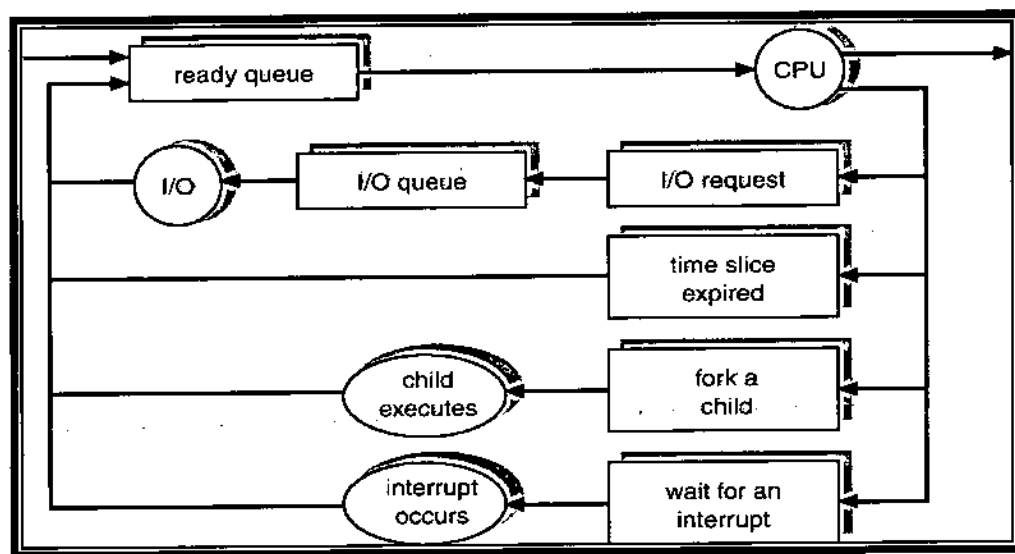 ready queue
CPU
I/O
I/O queue
I/O request
time slice
expired
child
executes
fork a
child
interrupt
occurs
wait for an
interrupt